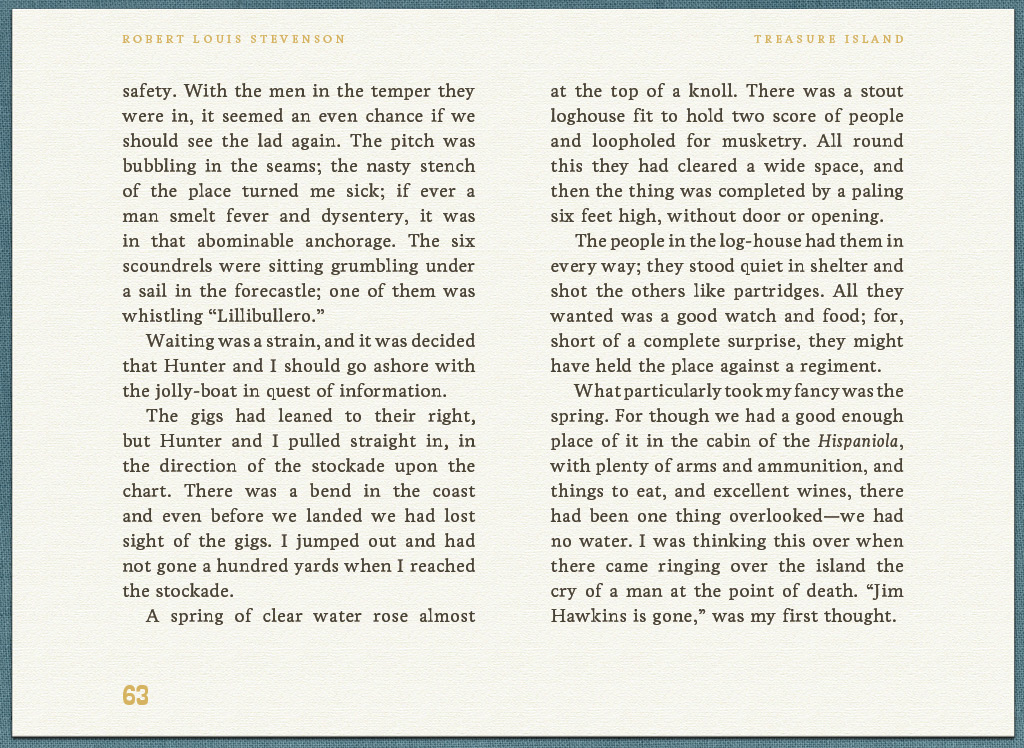 ROBERT LOUIS STEVENSON
TREASURE ISLAND
safety. With the men in the temper they
were in, it seemed an even chance if we
should see the lad again. The pitch was
bubbling in the seams; the nasty stench
of the place turned me sick; if ever a
man smelt fever and dysentery, it was
in that abominable anchorage. The six
scoundrels were sitting grumbling under
a sail in the forecastle; one of them was
whistling “Lillibullero.”
Waiting was a strain, and it was decided
that Hunter and I should go ashore with
the jolly-boat in quest of information.
The gigs had leaned to their right,
but Hunter and I pulled straight in, in
the direction of the stockade upon the
chart. There was a bend in the coast
and even before we landed we had lost
sight of the gigs. I jumped out and had
not gone a hundred yards when I reached
the stockade.
A spring of clear water rose almost
at the top of a knoll. There was a stout
loghouse fit to hold two score of people
and loopholed for musketry. All round
this they had cleared a wide space, and
then the thing was completed by a paling
six feet high, without door or opening.
The people in the log-house had them in
every way; they stood quiet in shelter and
shot the others like partridges. All they
wanted was a good watch and food; for,
short of a complete surprise, they might
have held the place against a regiment.
What particularly took my fancy was the
spring. For though we had a good enough
place of it in the cabin of the Hispaniola,
with plenty of arms and ammunition, and
things to eat, and excellent wines, there
had been one thing overlooked—we had
no water. I was thinking this over when
there came ringing over the island the
cry of a man at the point of death. “Jim
Hawkins is gone,” was my first thought.
63